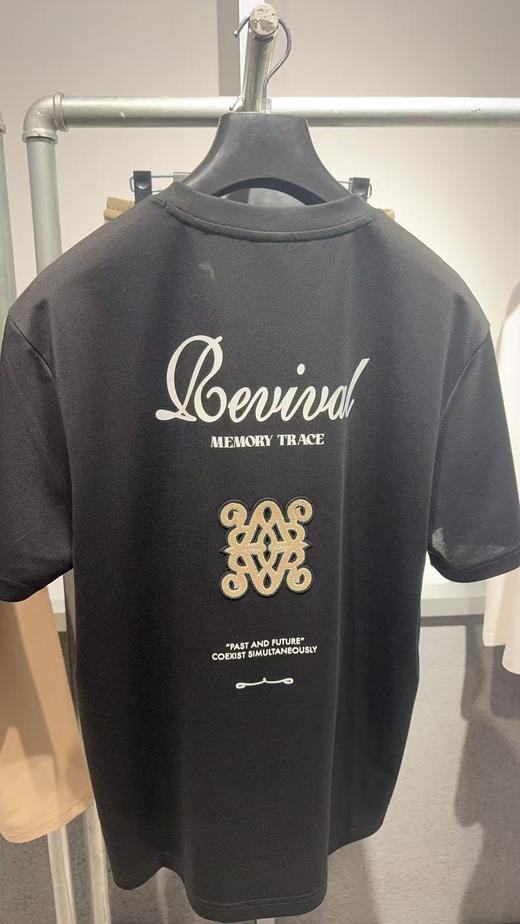 Revival
MEMORY TRACE
"PAST AND FUTURE"
COEXIST SIMULTANEOUSLY